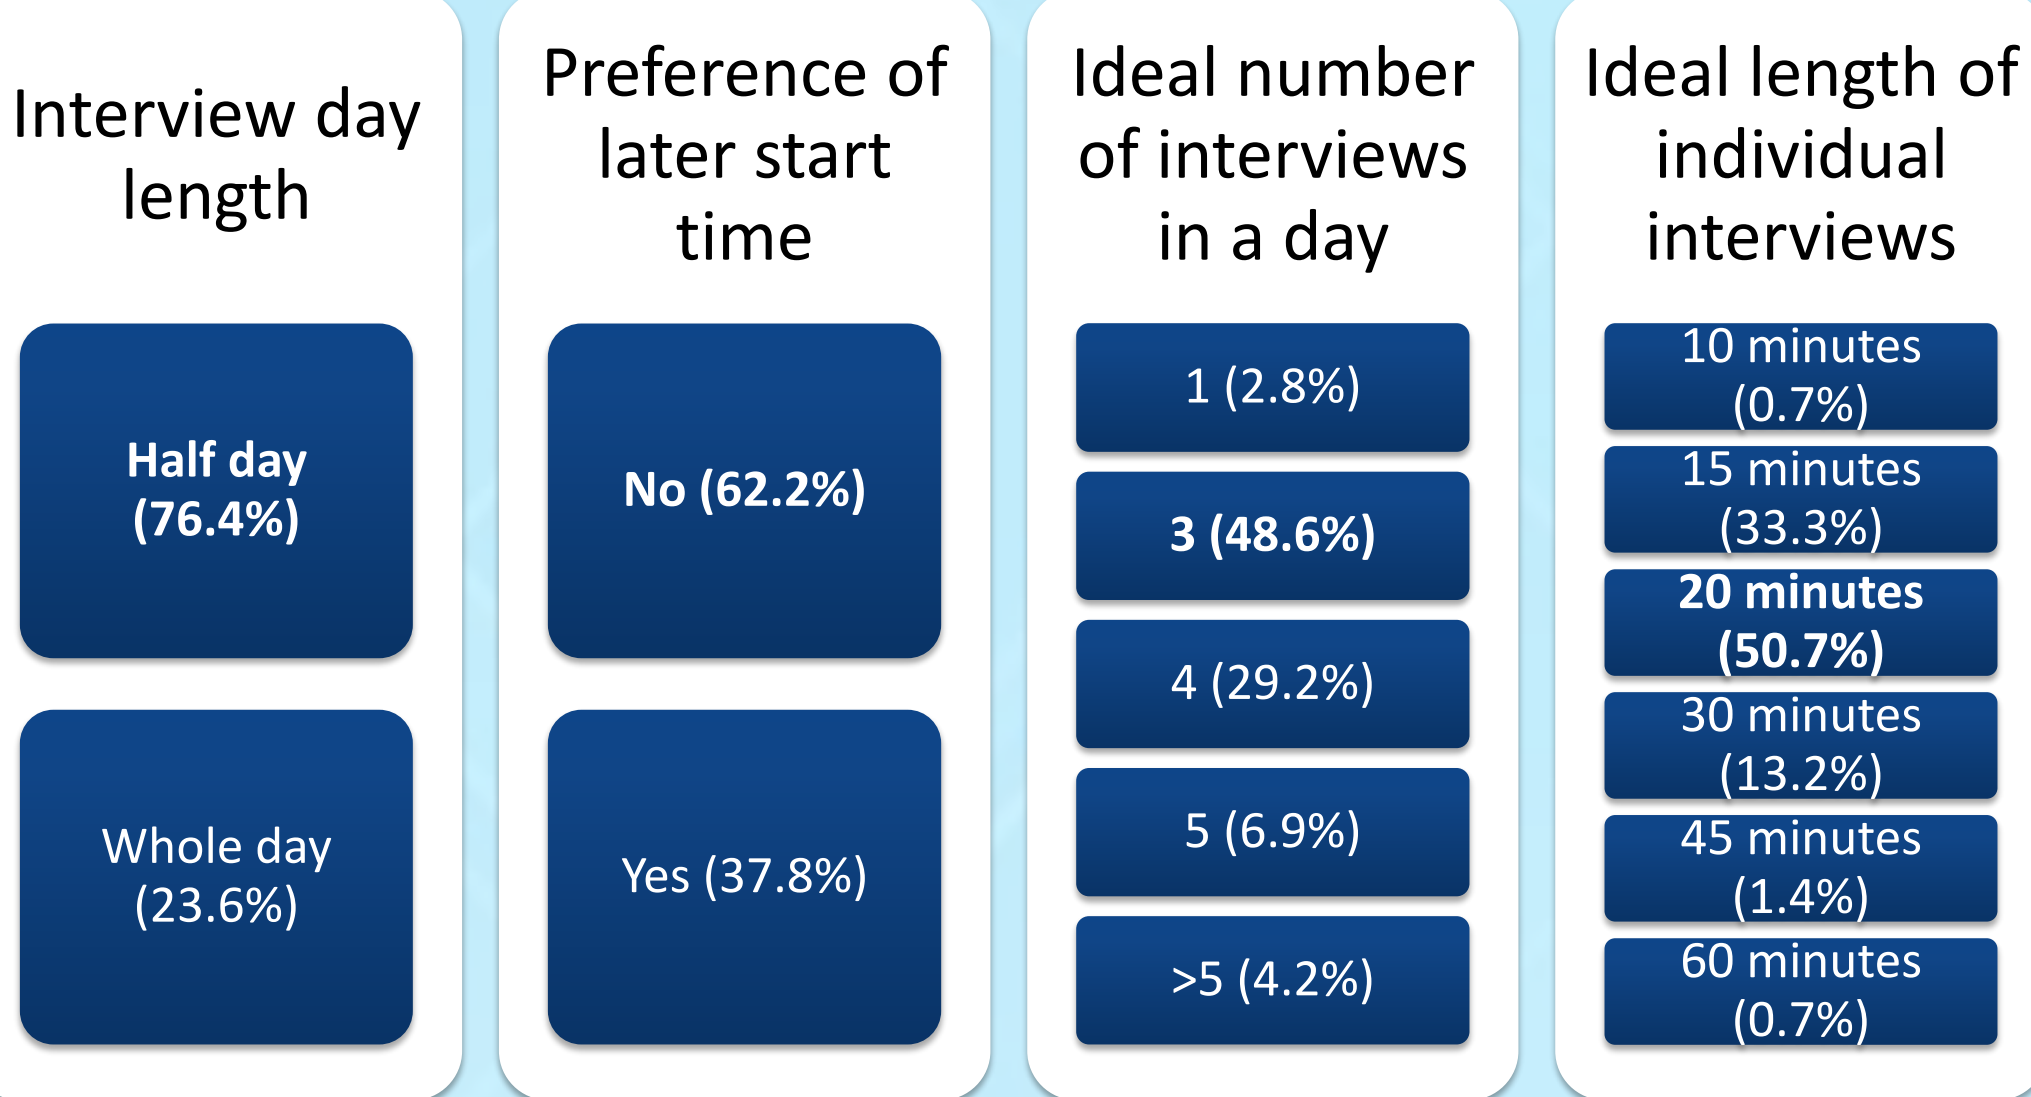 Interview day
length
Half day
(76.4%)
Whole day
(23.6%)
Preference of
later start
time
No (62.2%)
Yes (37.8%)
Ideal number
of interviews
in a day
1 (2.8%)
3 (48.6%)
4 (29.2%)
5 (6.9%)
>5 (4.2%)
Ideal length of
individual
interviews
10 minutes
(0.7%)
15 minutes
(33.3%)
20 minutes
(50.7%)
30 minutes
(13.2%)
45 minutes
(1.4%)
60 minutes
(0.7%)